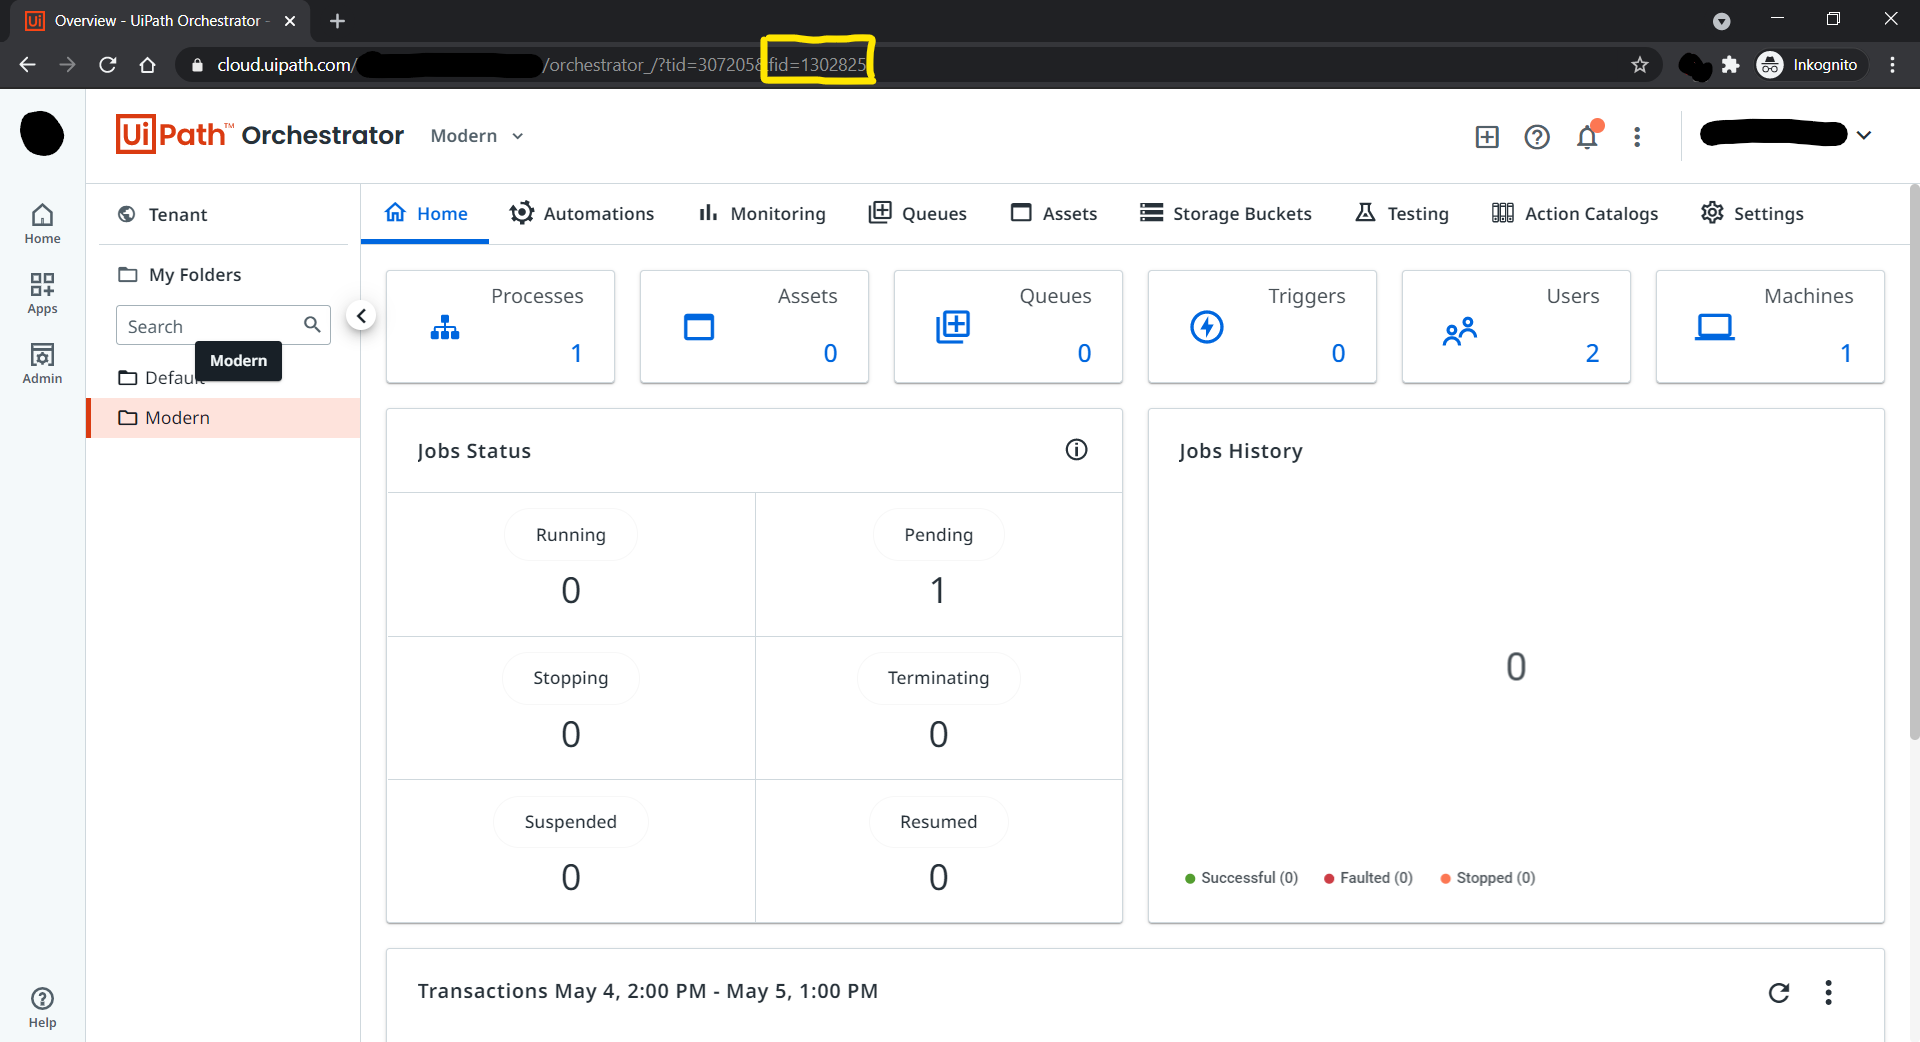 Overview - UiPath Orchestrator -
cloud.uipath.com/ /orchestrator_/?tid=307205&fid=1302825
Inkognito
UiPath™ Orchestrator Modern
Home
Apps
Admin
Help
Tenant
My Folders
Search
Modern
Default
Modern
Home Automations Monitoring Queues Assets Storage Buckets Testing Action Catalogs Settings
Processes
1
Assets
0
Queues
0
Triggers
0
Users
2
Machines
1
Jobs Status
Running
0
Pending
1
Stopping
0
Terminating
0
Suspended
0
Resumed
0
Jobs History
0
Successful (0) Faulted (0) Stopped (0)
Transactions May 4, 2:00 PM - May 5, 1:00 PM